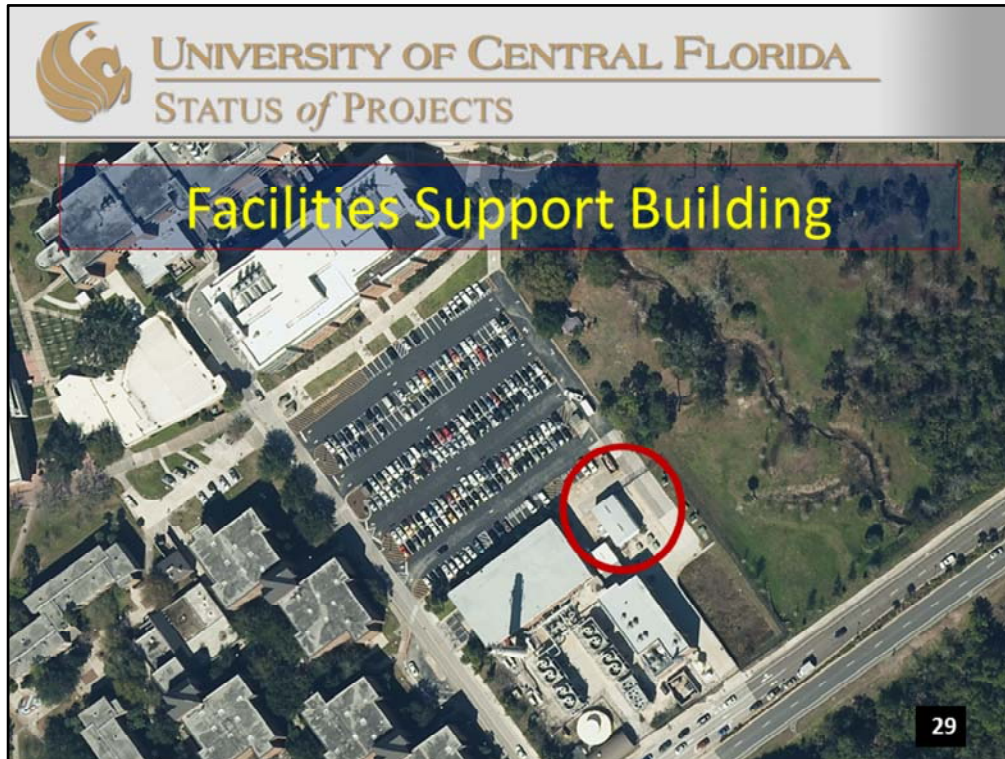 UNIVERSITY OF CENTRAL FLORIDA
STATUS of PROJECTS
Facilities Support Building
29